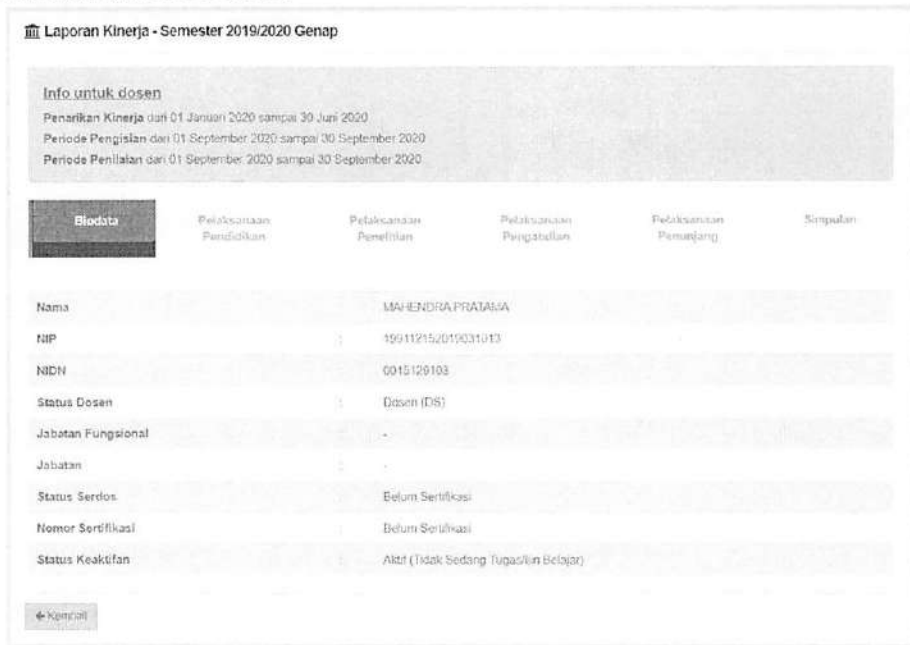 Laporan Kinerja - Semester 2019/2020 Genap
Info untuk dosen
Penarikan Kinerja dari 01 Januari 2020 sampai 30 Juni 2020
Periode Pengisian dari 01 September 2020 sampai 30 September 2020
Periode Penilaian dari 01 September 2020 sampai 30 September 2020
Biodata
Pelaksanaan Pendidikan
Pelaksanaan Penelitian
Pelaksanaan Pengabdian
Pelaksanaan Penunjang
Simpulan
Nama MAHENDRA PRATAMA
NIP : 199112152019031013
NIDN 0015129103
Status Dosen : Dosen (DS)
Jabatan Fungsional -
Jabatan : -
Status Serdos Belum Sertifikasi
Nomor Sertifikasi : Belum Sertifikasi
Status Keaktifan : Aktif (Tidak Sedang Tugas/Ijin Belajar)
← Kembali